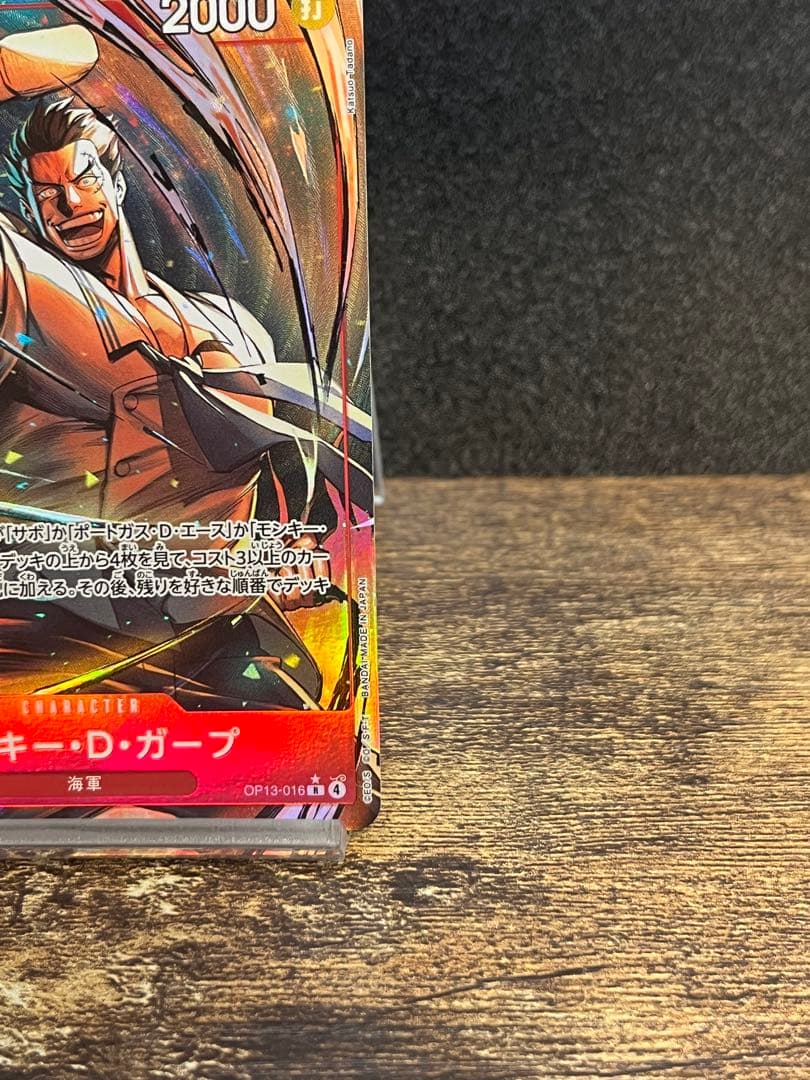 2000
打
Katsuo Tadano
「サボ」か「ポートガス・D・エース」か「モンキー・
デッキの上から4枚を見て、コスト3以上のカー
に加える。その後、残りを好きな順番でデッキ
CHARACTER
キー・D・ガープ
海軍
OP13-016 R 4
©EO/S ©OF S・F・T BANDAI MADE IN JAPAN